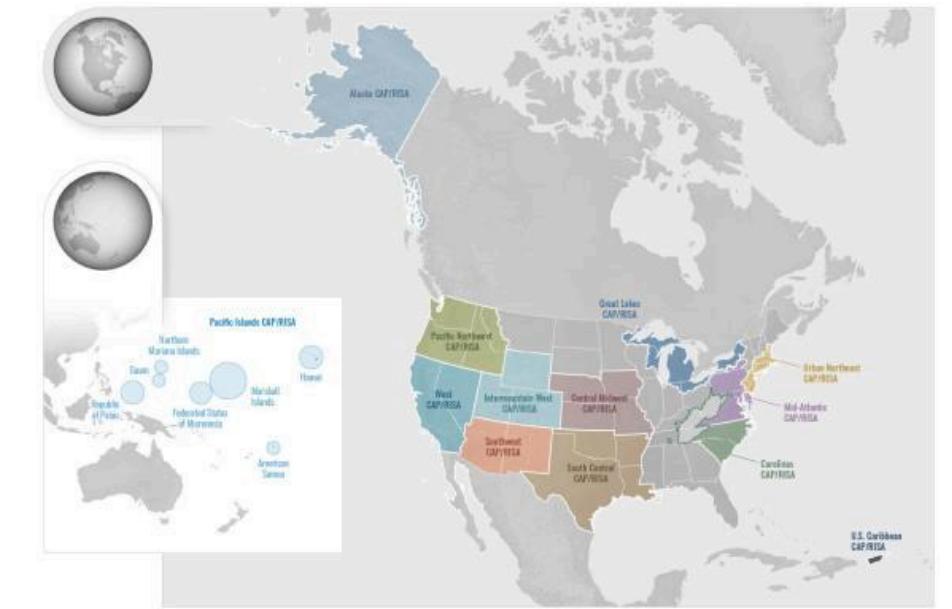 Alaska CAP/RISA
Great Lakes
CAP/RISA
Pacific Northwest
CAP/RISA
West
CAP/RISA
Intermountain West
CAP/RISA
Central Midwest
CAP/RISA
Southwest
CAP/RISA
South Central
CAP/RISA
Urban Northeast
CAP/RISA
Mid-Atlantic
CAP/RISA
Carolinas
CAP/RISA
U.S. Caribbean
CAP/RISA
Pacific Islands CAP/RISA
Northern
Mariana Islands
Guam
Hawaii
Republic
of Palau
Marshall
Islands
Federated States
of Micronesia
American
Samoa